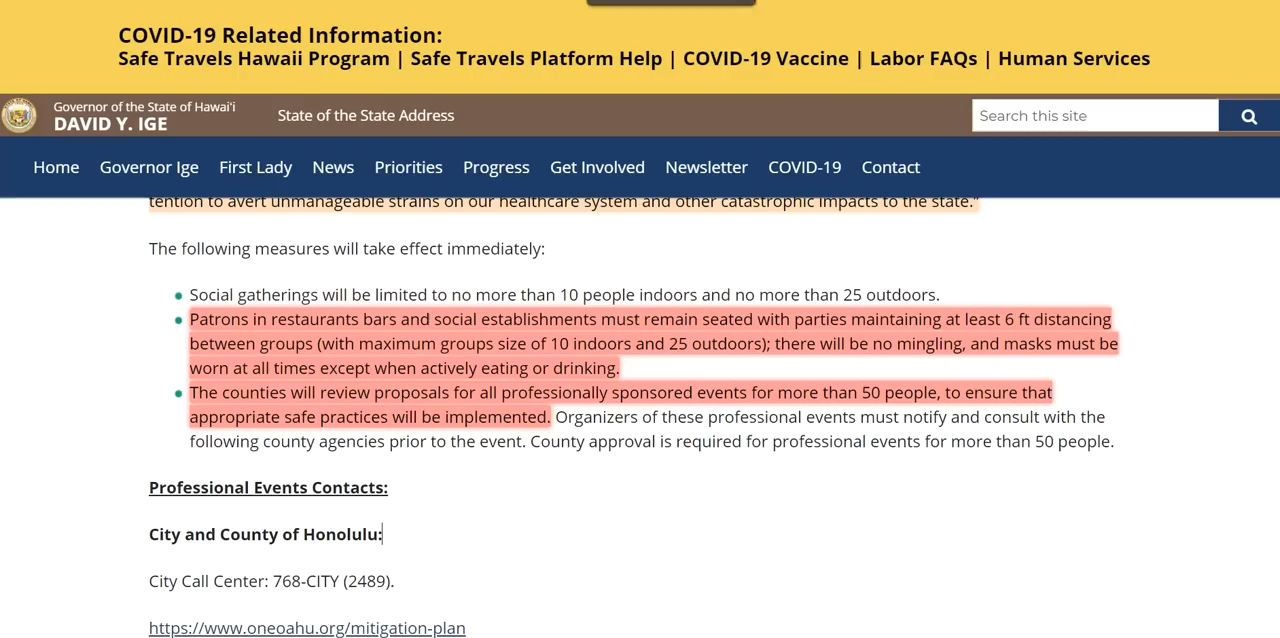 COVID-19 Related Information:
Safe Travels Hawaii Program | Safe Travels Platform Help | COVID-19 Vaccine | Labor FAQs | Human Services
Governor of the State of Hawai'i
DAVID Y. IGE
State of the State Address
Search this site
Home Governor Ige First Lady News Priorities Progress Get Involved Newsletter COVID-19 Contact
tention to avert unmanageable strains on our healthcare system and other catastrophic impacts to the state."
The following measures will take effect immediately:
Social gatherings will be limited to no more than 10 people indoors and no more than 25 outdoors.
Patrons in restaurants bars and social establishments must remain seated with parties maintaining at least 6 ft distancing
between groups (with maximum groups size of 10 indoors and 25 outdoors); there will be no mingling, and masks must be
worn at all times except when actively eating or drinking.
The counties will review proposals for all professionally sponsored events for more than 50 people, to ensure that
appropriate safe practices will be implemented. Organizers of these professional events must notify and consult with the
following county agencies prior to the event. County approval is required for professional events for more than 50 people.
Professional Events Contacts:
City and County of Honolulu:
City Call Center: 768-CITY (2489).
https://www.oneoahu.org/mitigation-plan